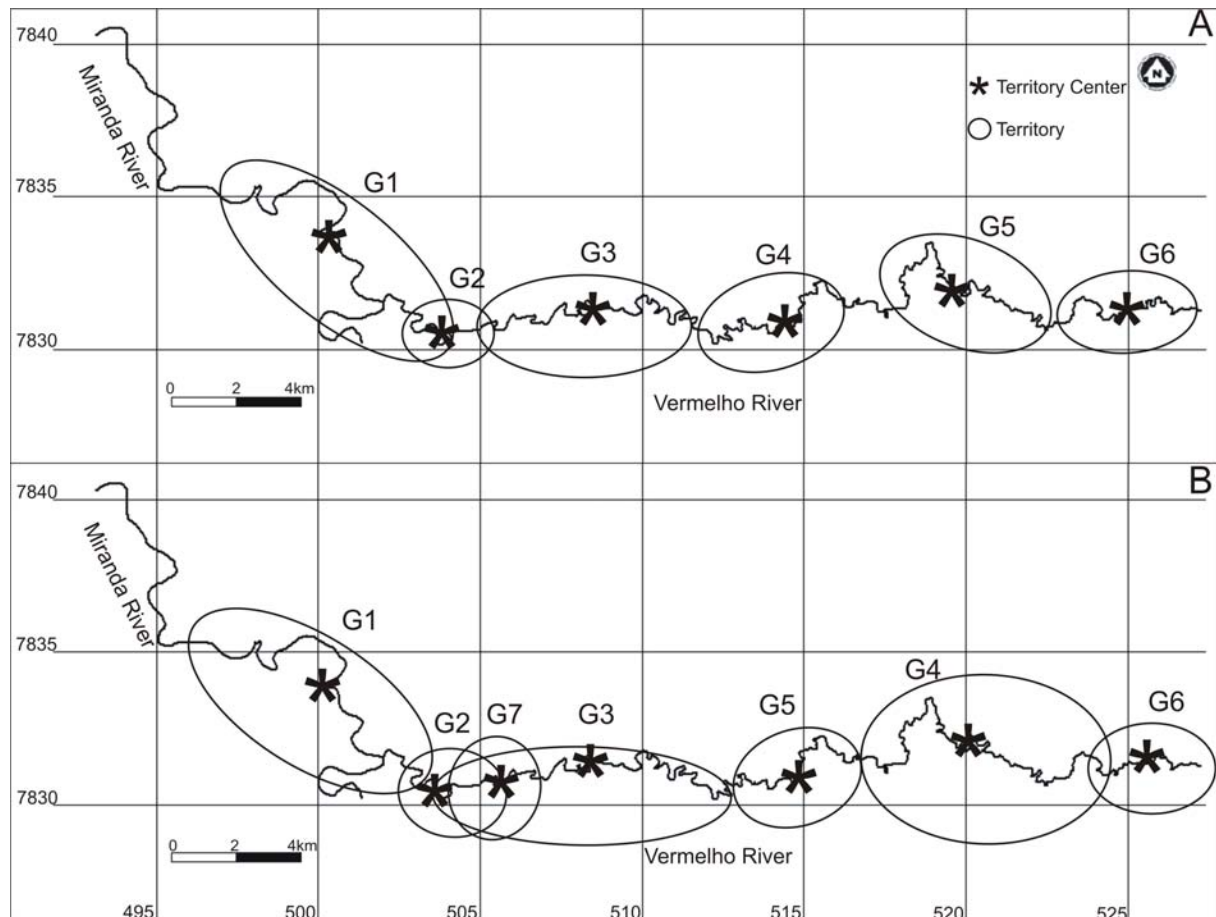 A
7840
N
Territory Center
Territory
Miranda River
7835
G1
G2
G3
G4
G5
G6
7830
0 2 4km
Vermelho River
B
7840
Miranda River
7835
G1
G2
G7
G3
G5
G4
G6
7830
0 2 4km
Vermelho River
495 500 505 510 515 520 525